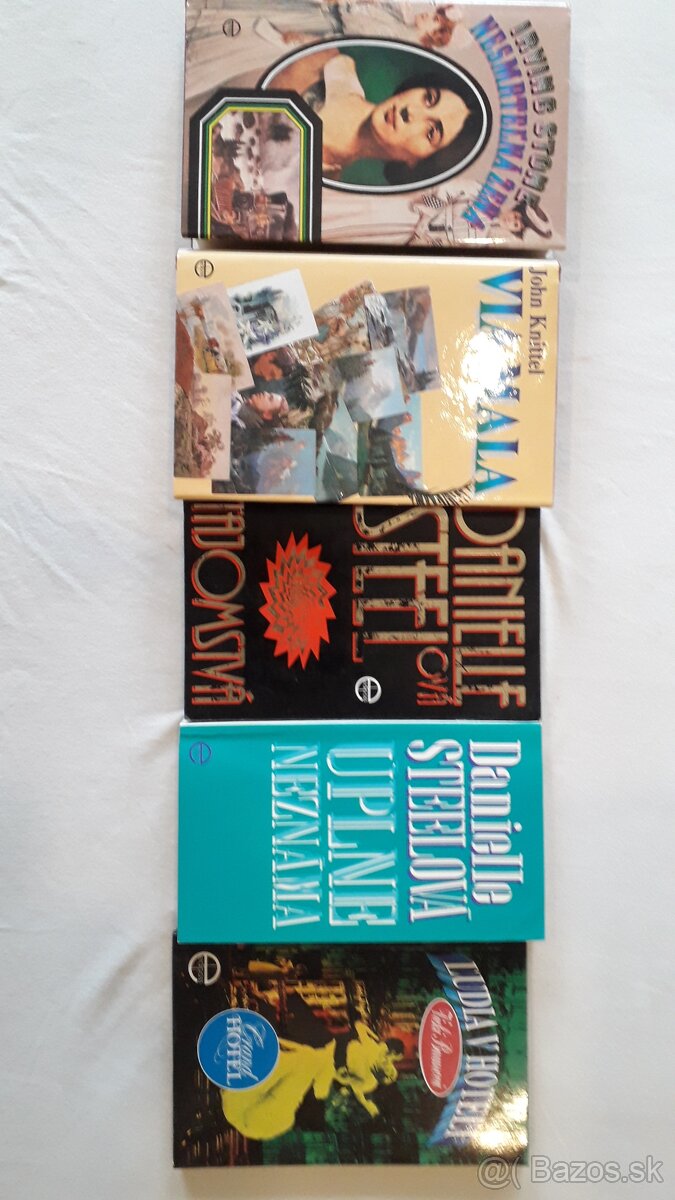 IRVING STONE
NESMRTEĽNÁ ŽENA
John Knittel
VIA MALA
DANIELLE
STEELOVÁ
TAJOMSTVÁ
Danielle
STEELOVÁ
ÚPLNE
NEZNÁMA
ĽUDIA V HOTELI
Vicki Baumová
Grand
HOTEL
@( Bazos.sk